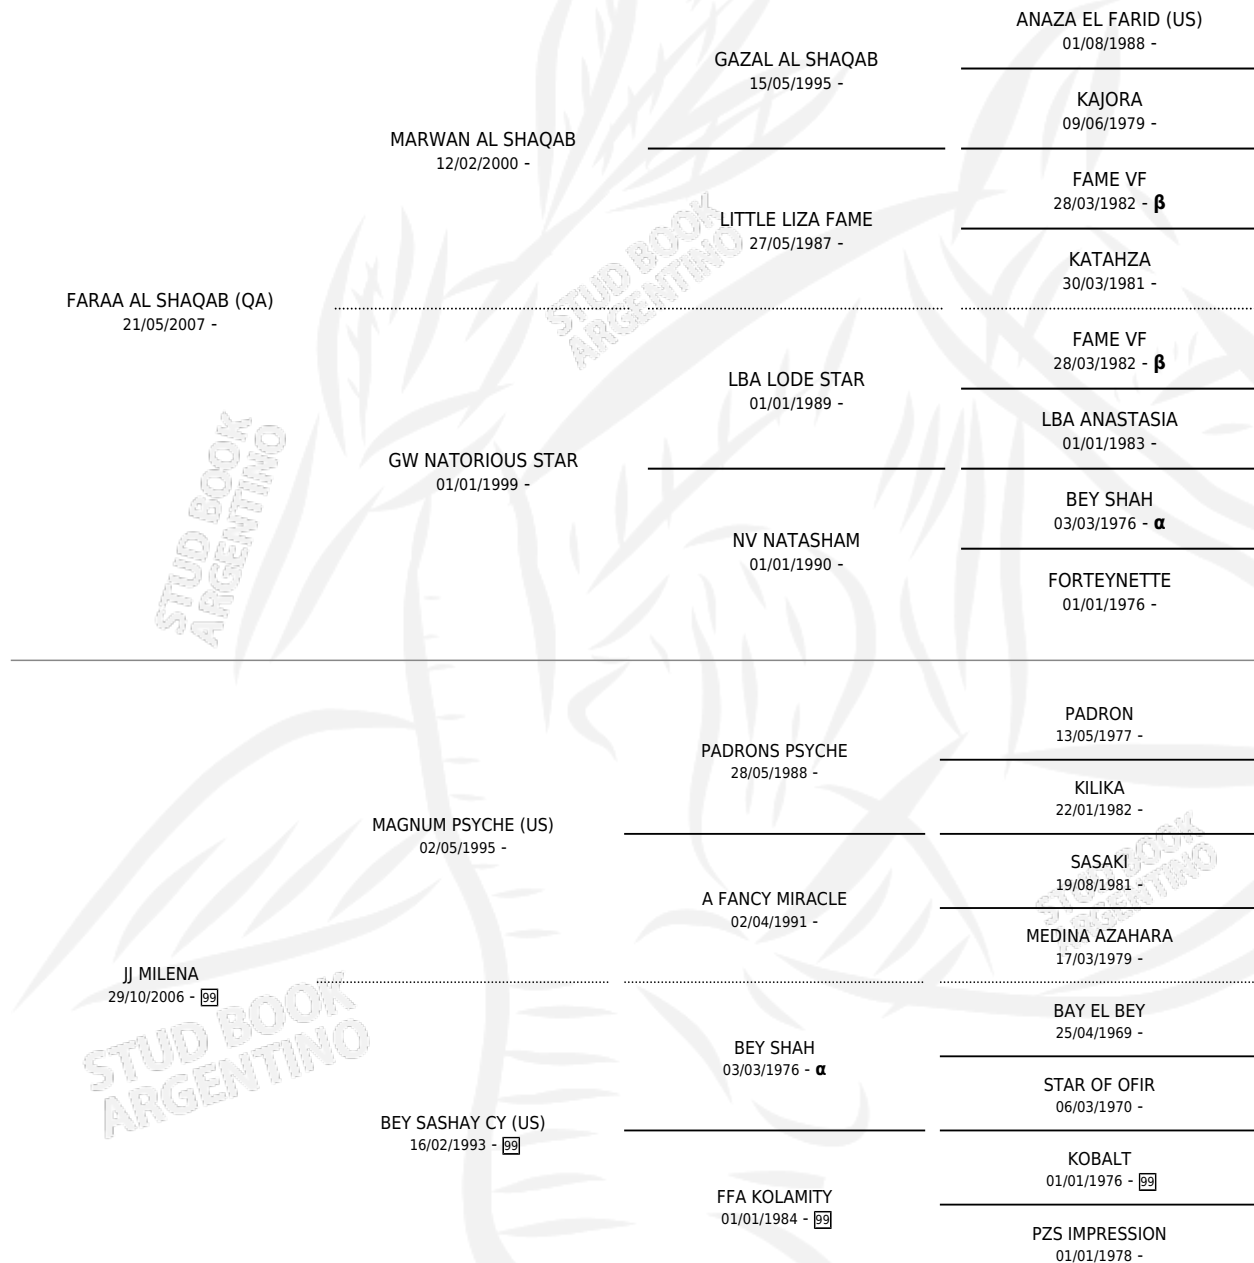 ANAZA EL FARID (US)
01/08/1988 -
GAZAL AL SHAQAB
15/05/1995 -
KAJORA
09/06/1979 -
MARWAN AL SHAQAB
12/02/2000 -
FAME VF
28/03/1982 - β
LITTLE LIZA FAME
27/05/1987 -
KATAHZA
30/03/1981 -
FARAA AL SHAQAB (QA)
21/05/2007 -
FAME VF
28/03/1982 - β
LBA LODE STAR
01/01/1989 -
LBA ANASTASIA
01/01/1983 -
GW NATORIOUS STAR
01/01/1999 -
BEY SHAH
03/03/1976 - α
NV NATASHAM
01/01/1990 -
FORTEYNETTE
01/01/1976 -
PADRON
13/05/1977 -
PADRONS PSYCHE
28/05/1988 -
KILIKA
22/01/1982 -
MAGNUM PSYCHE (US)
02/05/1995 -
SASAKI
19/08/1981 -
A FANCY MIRACLE
02/04/1991 -
MEDINA AZAHARA
17/03/1979 -
JJ MILENA
29/10/2006 - 99
BAY EL BEY
25/04/1969 -
BEY SHAH
03/03/1976 - α
STAR OF OFIR
06/03/1970 -
BEY SASHAY CY (US)
16/02/1993 - 99
KOBALT
01/01/1976 - 99
FFA KOLAMITY
01/01/1984 - 99
PZS IMPRESSION
01/01/1978 -
STUD BOOK
ARGENTINO
STUD BOOK
ARGENTINO
STUD BOOK
ARGENTINO
STUD BOOK
ARGENTINO